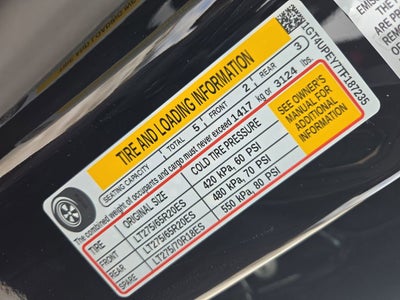 TIRE AND LOADING INFORMATION
SEATING CAPACITY TOTAL 5 FRONT 2 REAR 3
The combined weight of occupants and cargo must never exceed 1417 kg or 3124 lbs.
TIRE ORIGINAL SIZE COLD TIRE PRESSURE
FRONT LT275/65R20ES 420 kPa, 60 PSI
REAR LT275/65R20ES 480 kPa, 70 PSI
SPARE LT275/70R18ES 550 kPa, 80 PSI
SEE OWNER'S
MANUAL FOR
ADDITIONAL
INFORMATION
1GT4UPEY7TF187235